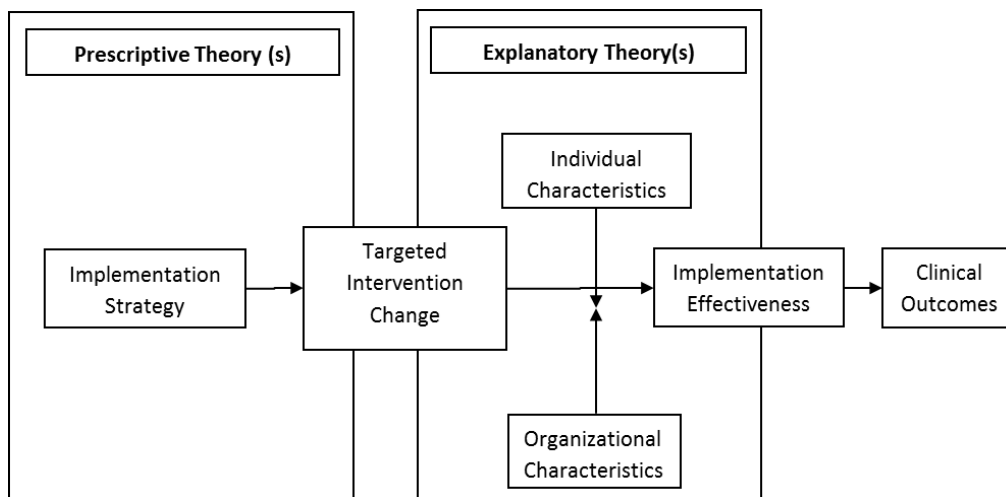 Prescriptive Theory (s)
Explanatory Theory(s)
Individual
Characteristics
Implementation
Strategy
Targeted
Intervention
Change
Implementation
Effectiveness
Clinical
Outcomes
Organizational
Characteristics